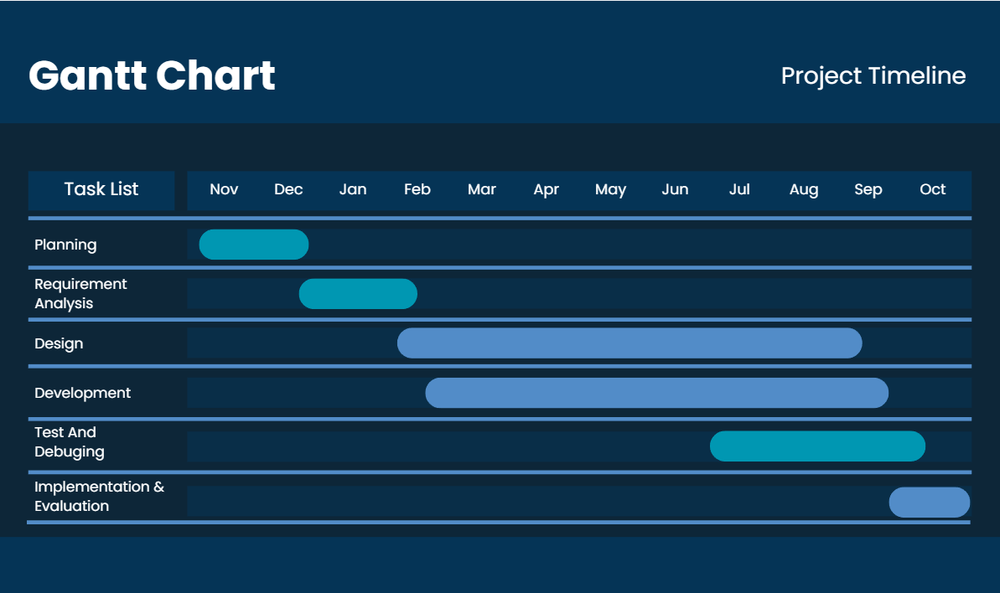 Gantt Chart
Project Timeline
Task List Nov Dec Jan Feb Mar Apr May Jun Jul Aug Sep Oct
Planning
Requirement
Analysis
Design
Development
Test And
Debuging
Implementation &
Evaluation